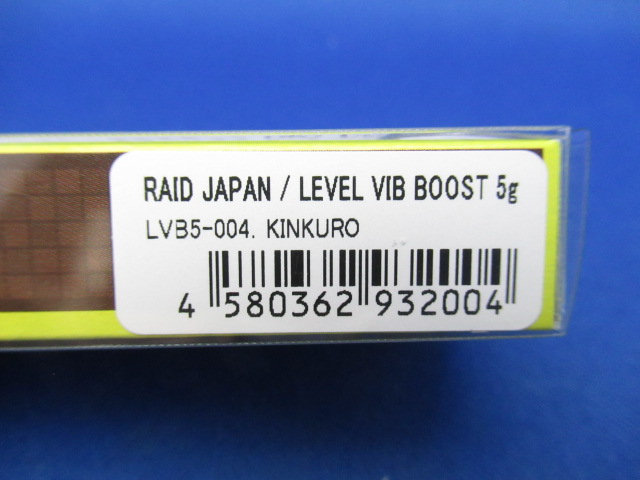 RAID JAPAN / LEVEL VIB BOOST 5g
LVB5-004. KINKURO
4 580362 932004